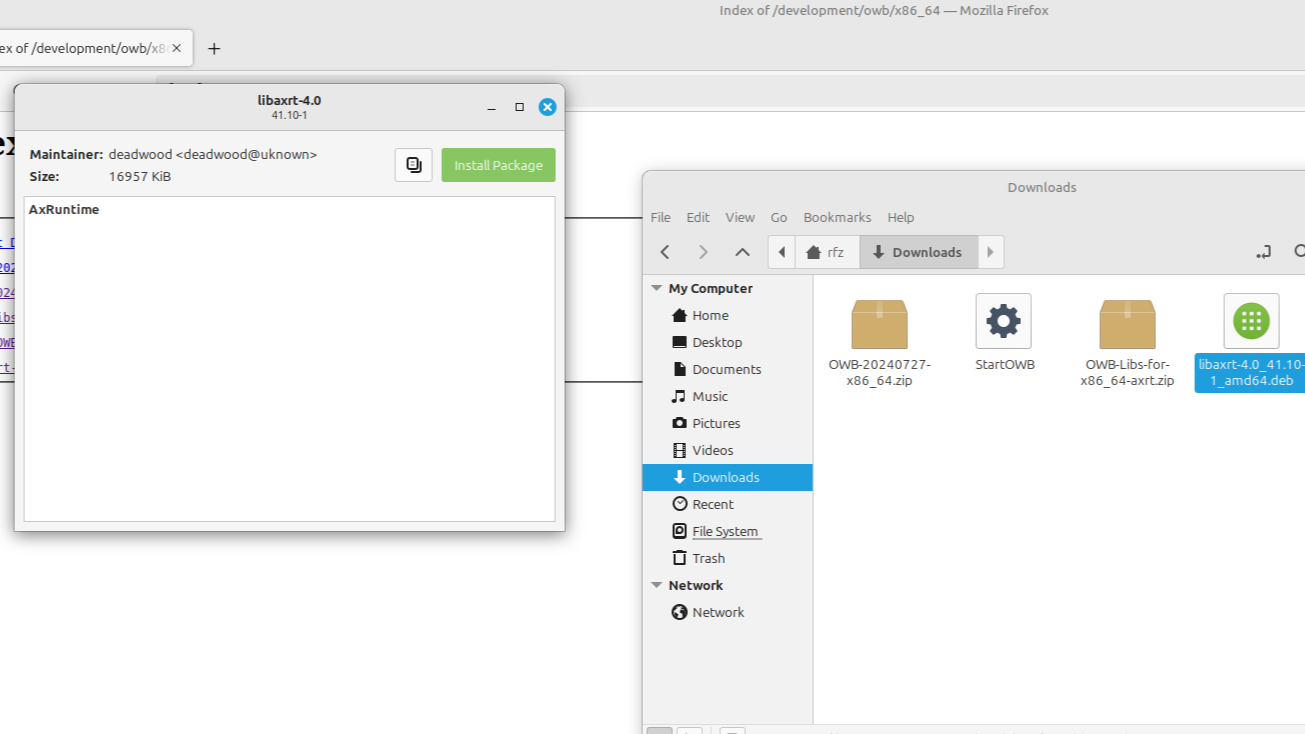 Index of /development/owb/x86_64 — Mozilla Firefox
ex of /development/owb/x8
libaxrt-4.0
41.10-1
Maintainer: deadwood <deadwood@uknown>
Size: 16957 KiB
Install Package
AxRuntime
Downloads
File Edit View Go Bookmarks Help
rfz Downloads
My Computer
Home
Desktop
Documents
Music
Pictures
Videos
Downloads
Recent
File System
Trash
Network
Network
OWB-20240727-
x86_64.zip
StartOWB
OWB-Libs-for-
x86_64-axrt.zip
libaxrt-4.0_41.10-
1_amd64.deb